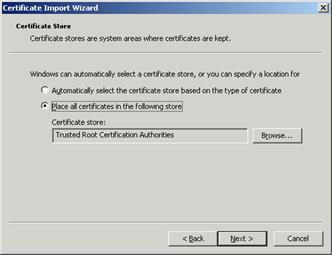 Certificate Import Wizard
Certificate Store
Certificate stores are system areas where certificates are kept.
Windows can automatically select a certificate store, or you can specify a location for
Automatically select the certificate store based on the type of certificate
Place all certificates in the following store
Certificate store:
Trusted Root Certification Authorities
Browse...
< Back
Next >
Cancel